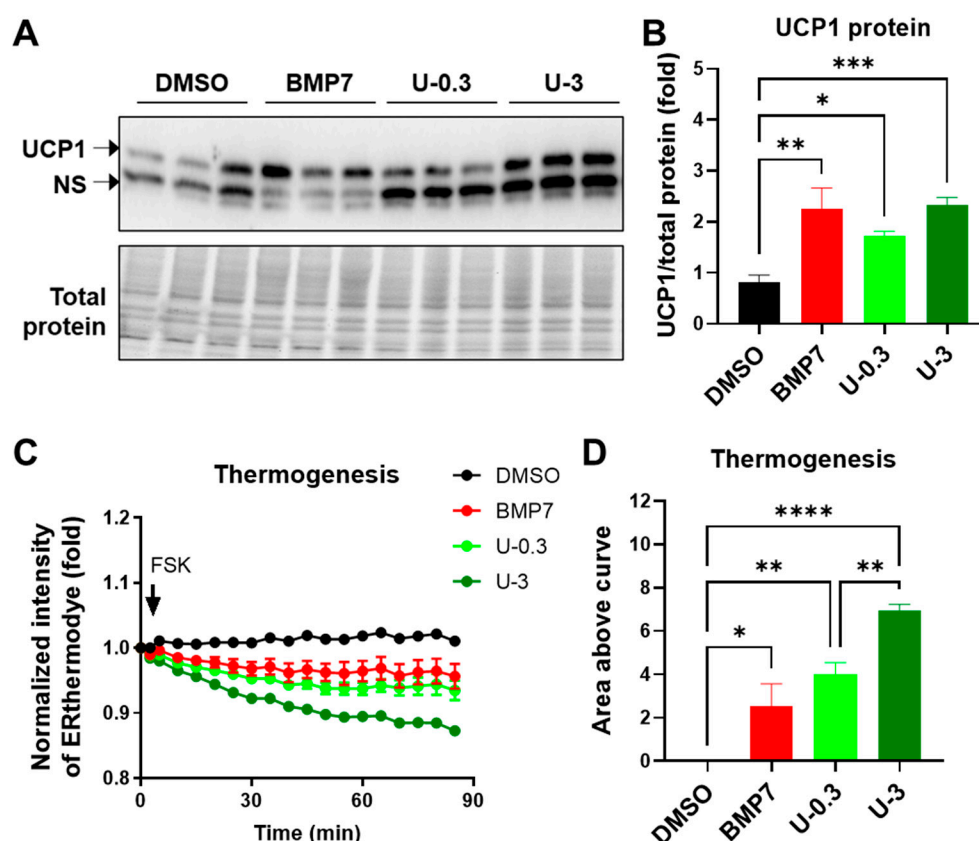 A
DMSO BMP7 U-0.3 U-3
UCP1
NS
Total
protein
B
UCP1 protein
UCP1/total protein (fold)
5
4
3
2
1
0
***
*
**
DMSO
BMP7
U-0.3
U-3
C
Thermogenesis
Normalized intensity
of ERthermodye (fold)
1.2
1.1
1.0
0.9
0.8
FSK
0 30 60 90
Time (min)
DMSO
BMP7
U-0.3
U-3
D
Thermogenesis
Area above curve
12
10
8
6
4
2
0
****
** **
*
DMSO
BMP7
U-0.3
U-3